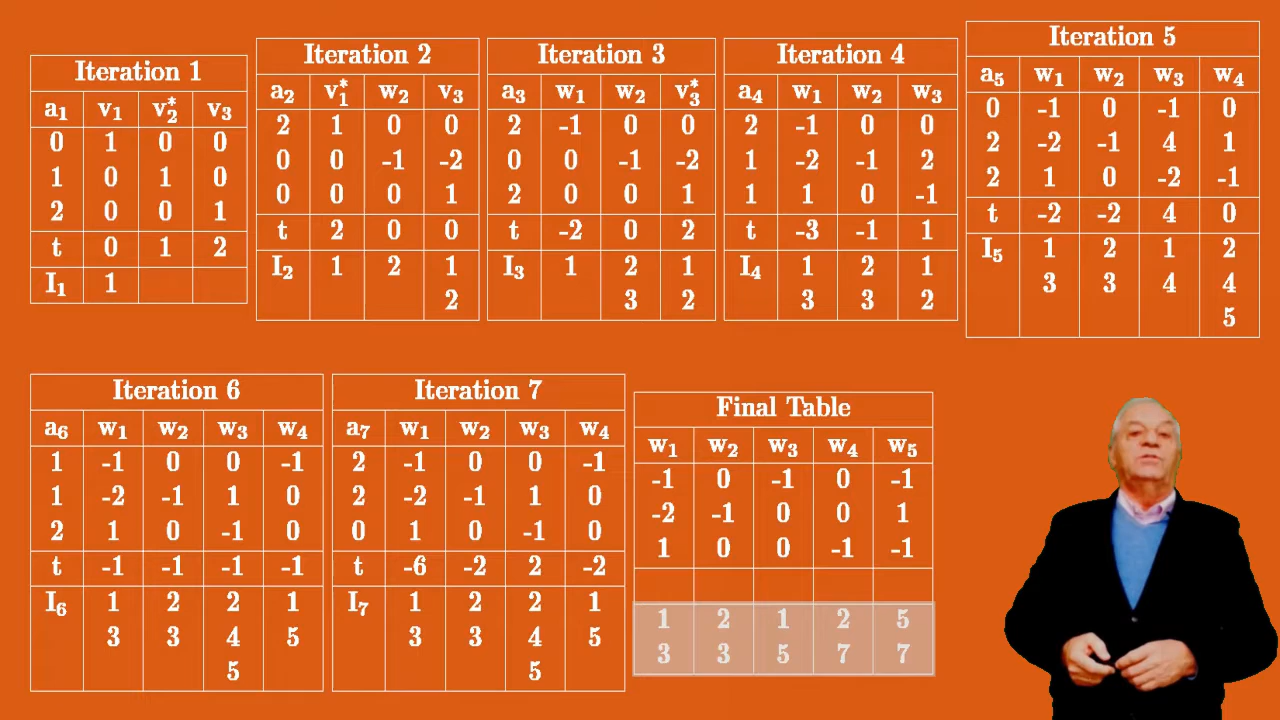 Iteration 1
a₁ v₁ v₂* v₃
0 1 0 0
1 0 1 0
2 0 0 1
t 0 1 2
I₁ 1
Iteration 2
a₂ v₁* w₂ v₃
2 1 0 0
0 0 -1 -2
0 0 0 1
t 2 0 0
I₂ 1 2 1
2
Iteration 3
a₃ w₁ w₂ v₃*
2 -1 0 0
0 0 -1 -2
2 0 0 1
t -2 0 2
I₃ 1 2 1
3 2
Iteration 4
a₄ w₁ w₂ w₃
2 -1 0 0
1 -2 -1 2
1 1 0 -1
t -3 -1 1
I₄ 1 2 1
3 3 2
Iteration 5
a₅ w₁ w₂ w₃ w₄
0 -1 0 -1 0
2 -2 -1 4 1
2 1 0 -2 -1
t -2 -2 4 0
I₅ 1 2 1 2
3 3 4 4
5
Iteration 6
a₆ w₁ w₂ w₃ w₄
1 -1 0 0 -1
1 -2 -1 1 0
2 1 0 -1 0
t -1 -1 -1 -1
I₆ 1 2 2 1
3 3 4 5
5
Iteration 7
a₇ w₁ w₂ w₃ w₄
2 -1 0 0 -1
2 -2 -1 1 0
0 1 0 -1 0
t -6 -2 2 -2
I₇ 1 2 2 1
3 3 4 5
5
Final Table
w₁ w₂ w₃ w₄ w₅
-1 0 -1 0 -1
-2 -1 0 0 1
1 0 0 -1 -1
1 2 1 2 5
3 3 5 7 7